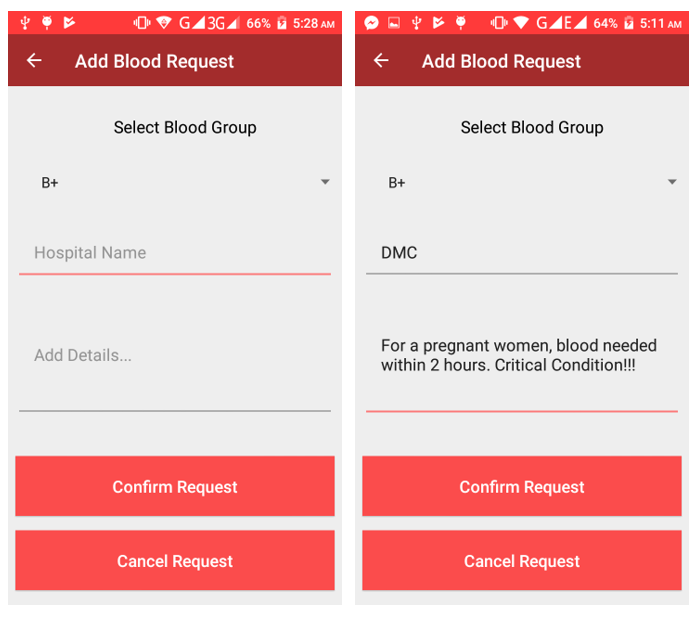 G 3G 66% 5:28 AM
Add Blood Request
Select Blood Group
B+
Hospital Name
Add Details...
Confirm Request
Cancel Request
G E 64% 5:11 AM
Add Blood Request
Select Blood Group
B+
DMC
For a pregnant women, blood needed
within 2 hours. Critical Condition!!!
Confirm Request
Cancel Request